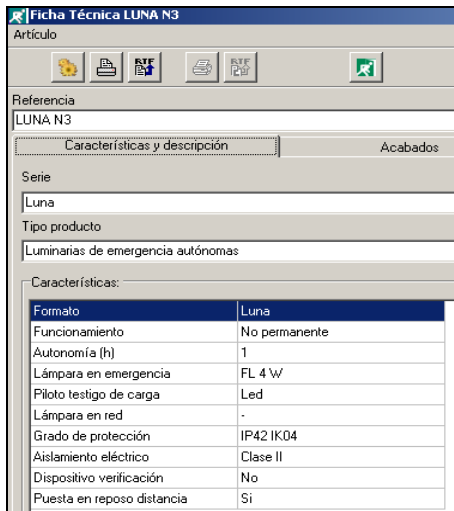 Ficha Técnica LUNA N3
Artículo
RTF RTF
Referencia
LUNA N3
Características y descripción Acabados
Serie
Luna
Tipo producto
Luminarias de emergencia autónomas
Características:
Formato Luna
Funcionamiento No permanente
Autonomía (h) 1
Lámpara en emergencia FL 4 W
Piloto testigo de carga Led
Lámpara en red -
Grado de protección IP42 IK04
Aislamiento eléctrico Clase II
Dispositivo verificación No
Puesta en reposo distancia Si